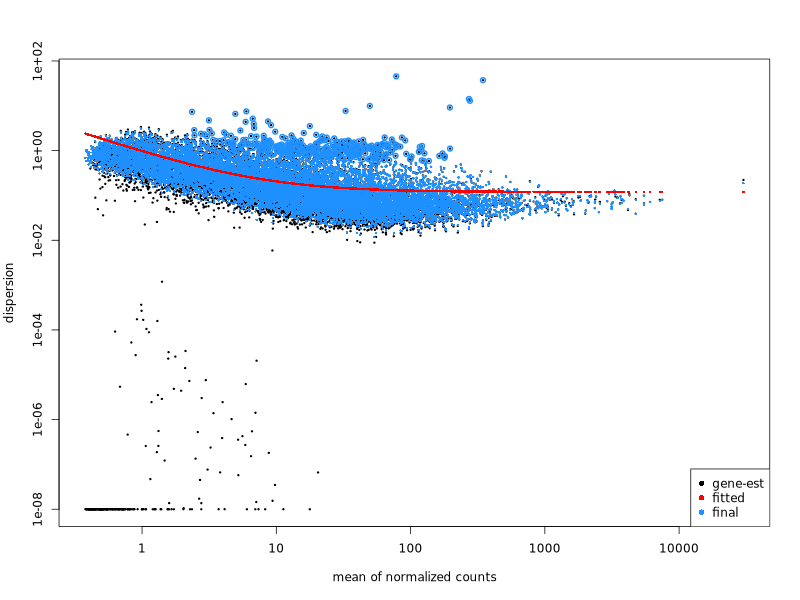 dispersion
1e+02
1e+00
1e-02
1e-04
1e-06
1e-08
1
10
100
1000
10000
mean of normalized counts
gene-est
fitted
final